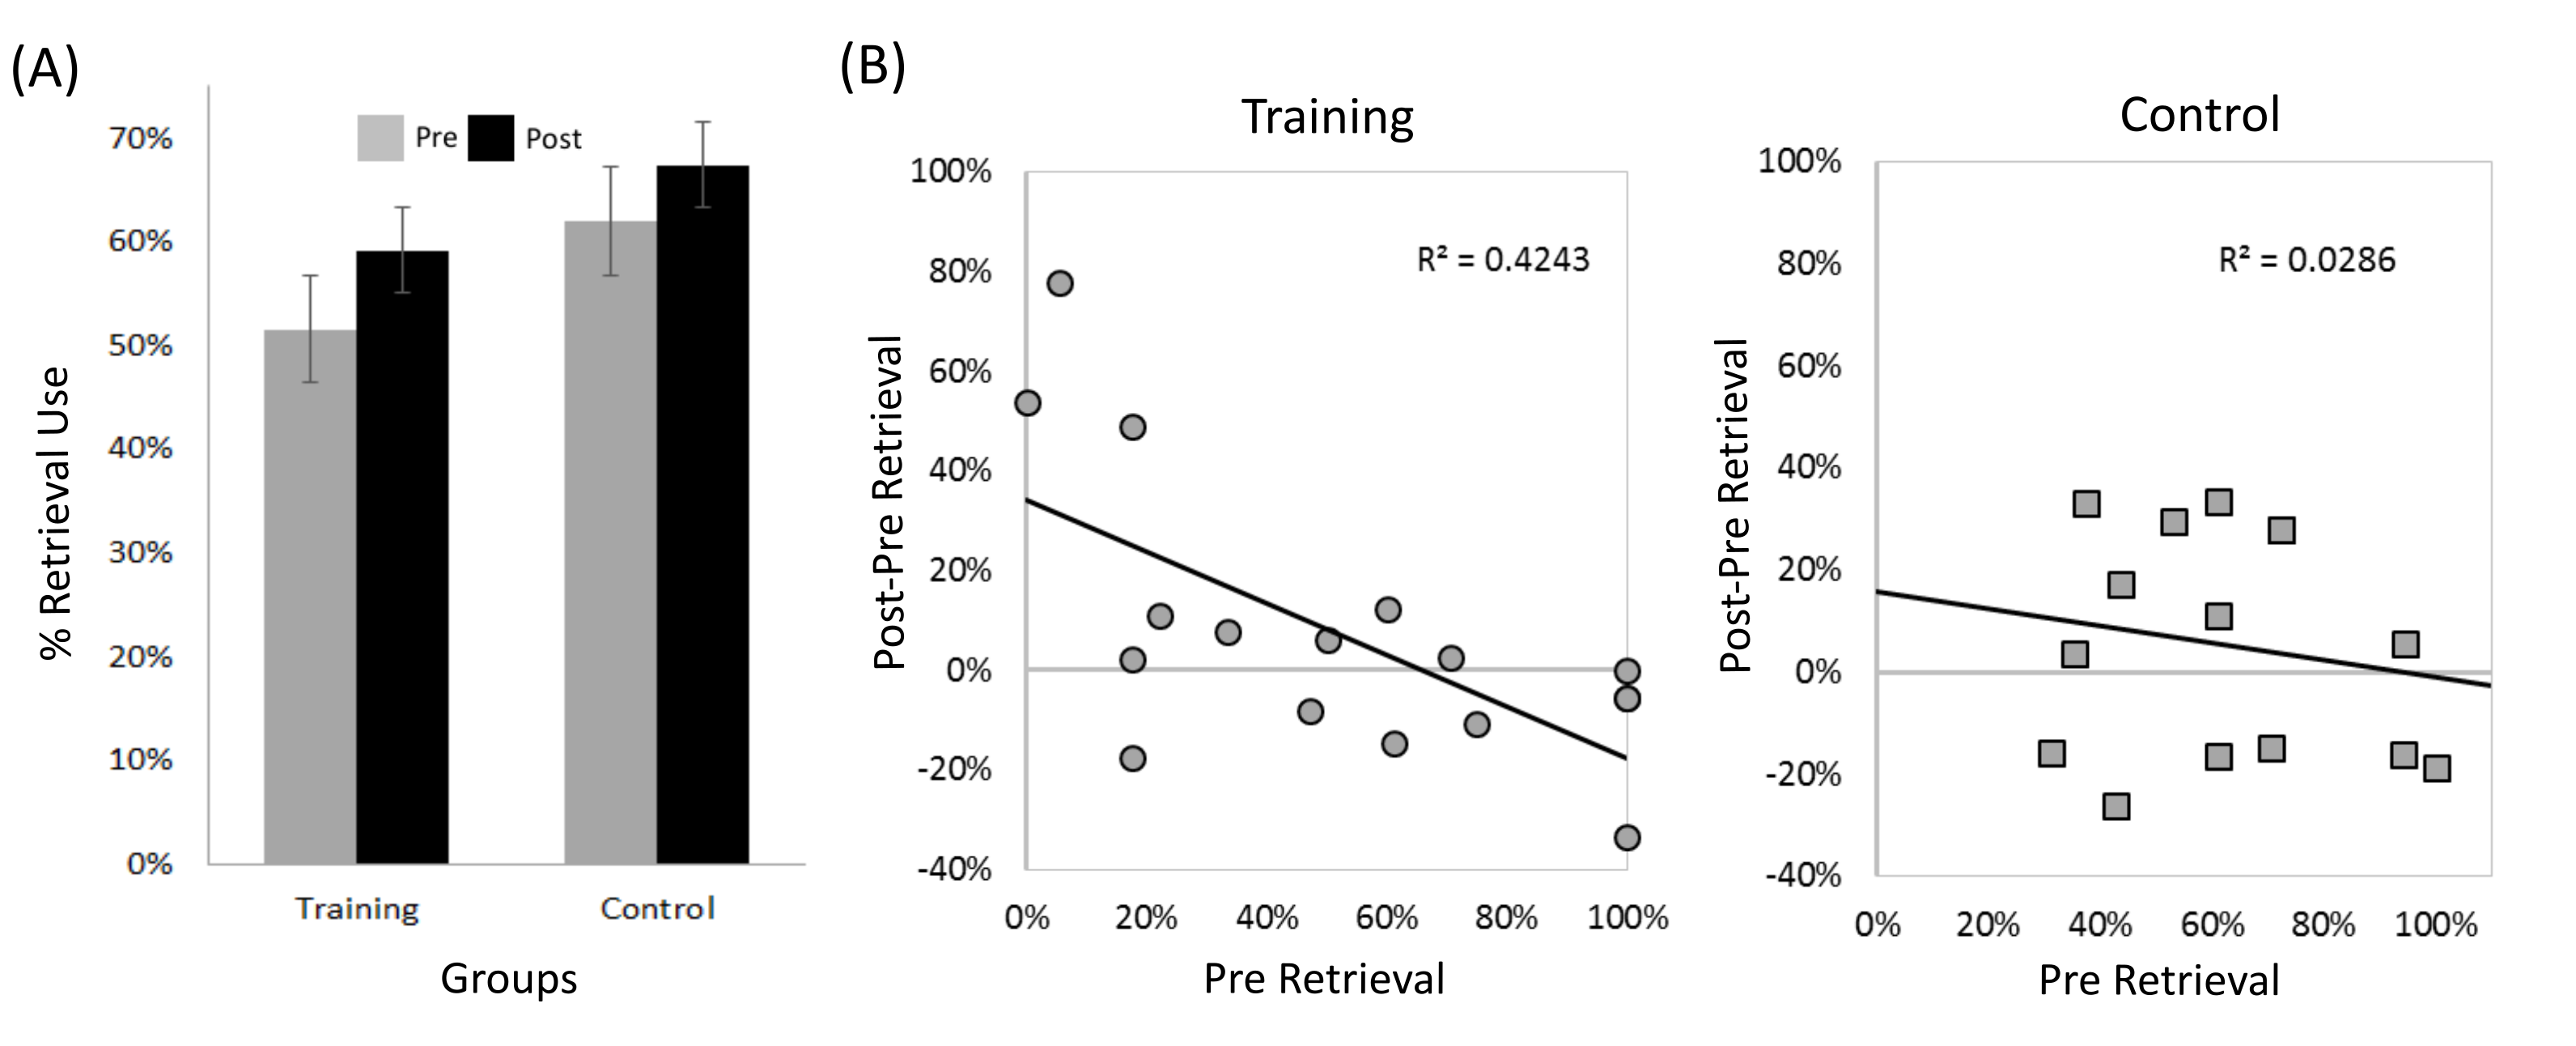 (A)
Pre Post
70%
60%
50%
40%
30%
20%
10%
0%
% Retrieval Use
Training Control
Groups
(B)
Training
R² = 0.4243
100%
80%
60%
40%
20%
0%
-20%
-40%
Post-Pre Retrieval
0% 20% 40% 60% 80% 100%
Pre Retrieval
Control
R² = 0.0286
100%
80%
60%
40%
20%
0%
-20%
-40%
Post-Pre Retrieval
0% 20% 40% 60% 80% 100%
Pre Retrieval